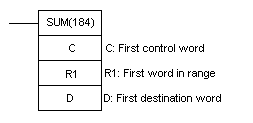 SUM(184)
C C: First control word
R1 R1: First word in range
D D: First destination word